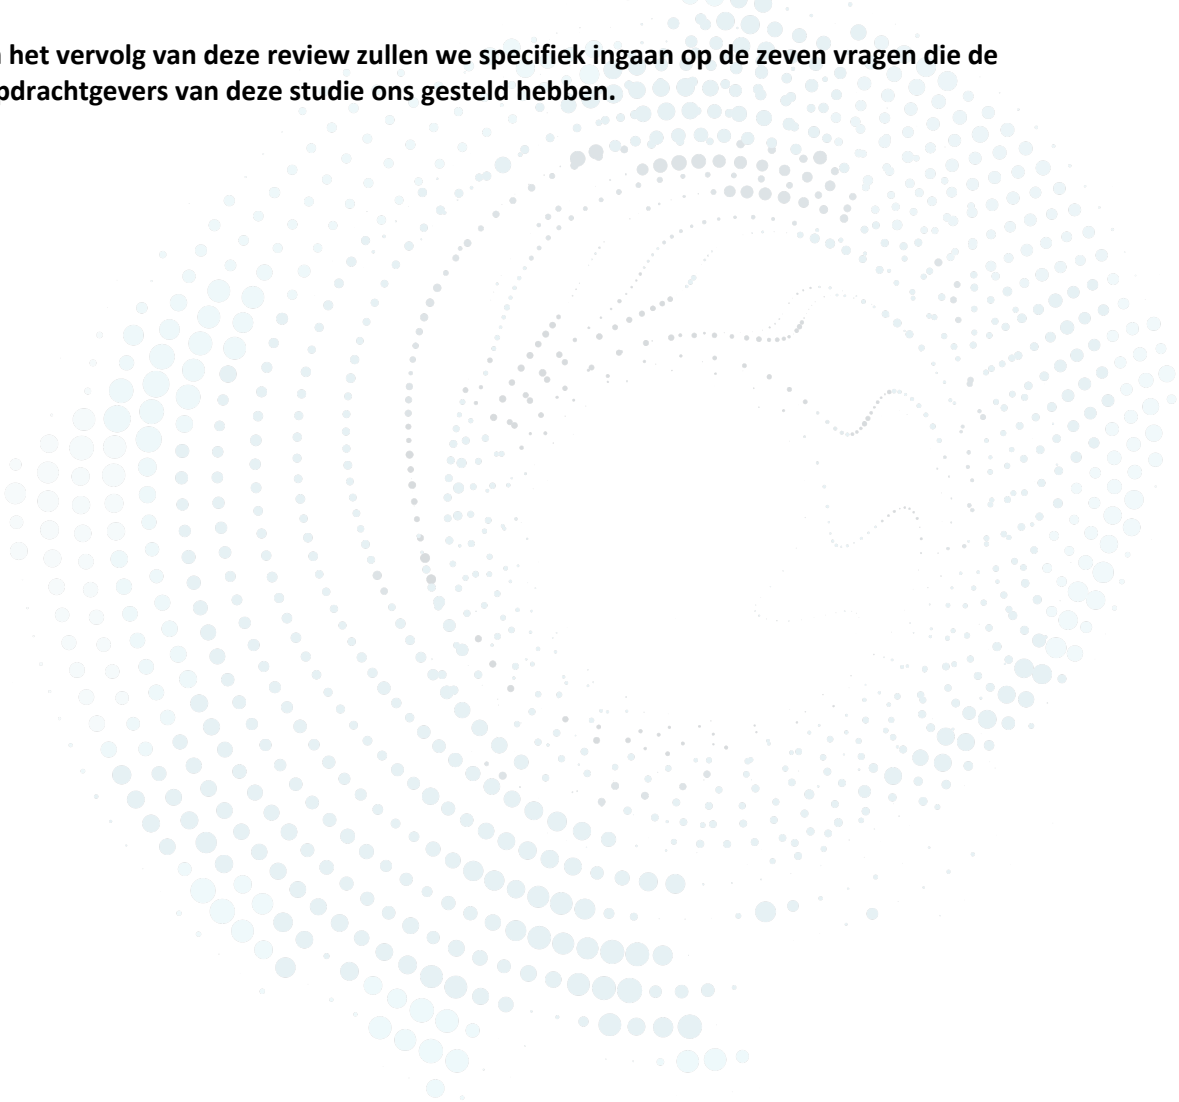 het vervolg van deze review zullen we specifiek ingaan op de zeven vragen die de
pdrachtgevers van deze studie ons gesteld hebben.